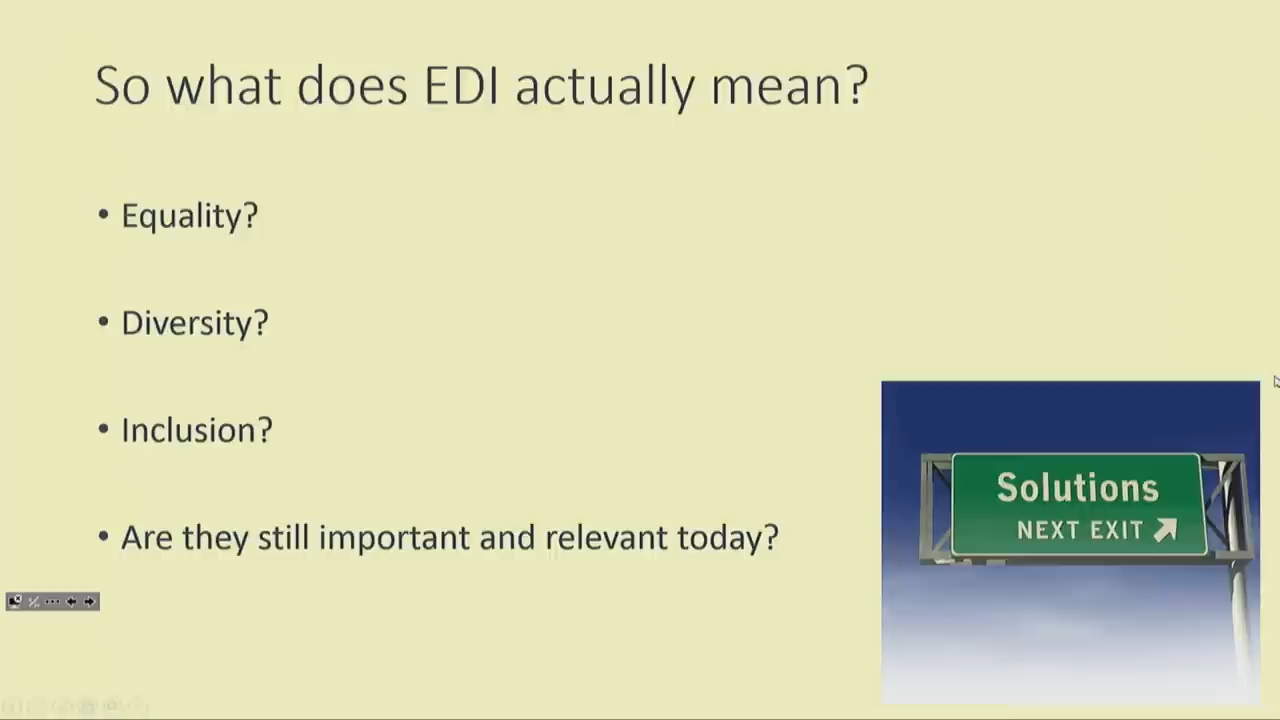 So what does EDI actually mean?
• Equality?
• Diversity?
• Inclusion?
• Are they still important and relevant today?
Solutions
NEXT EXIT